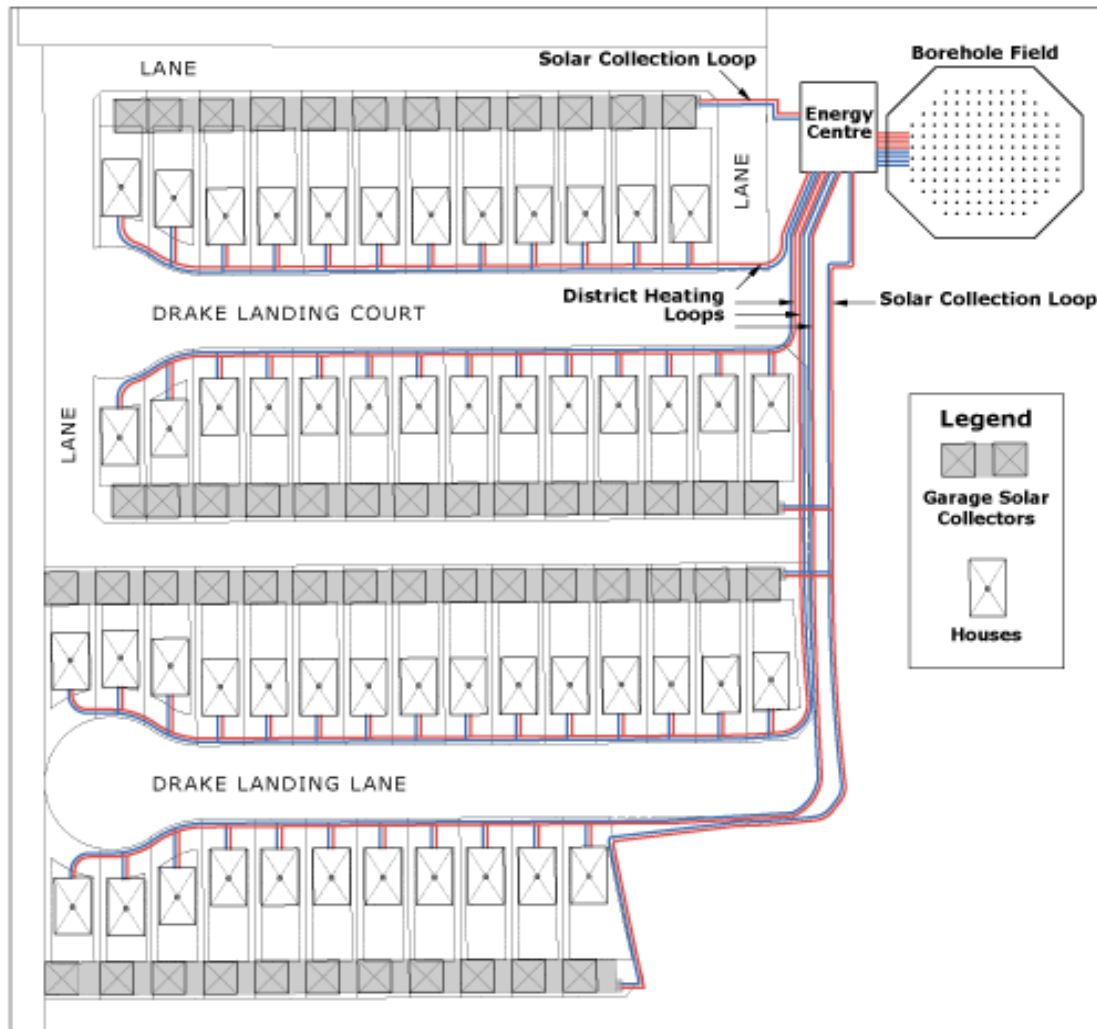 LANE
Solar Collection Loop
Borehole Field
Energy
Centre
LANE
District Heating
Loops
Solar Collection Loop
DRAKE LANDING COURT
LANE
Legend
Garage Solar
Collectors
Houses
DRAKE LANDING LANE